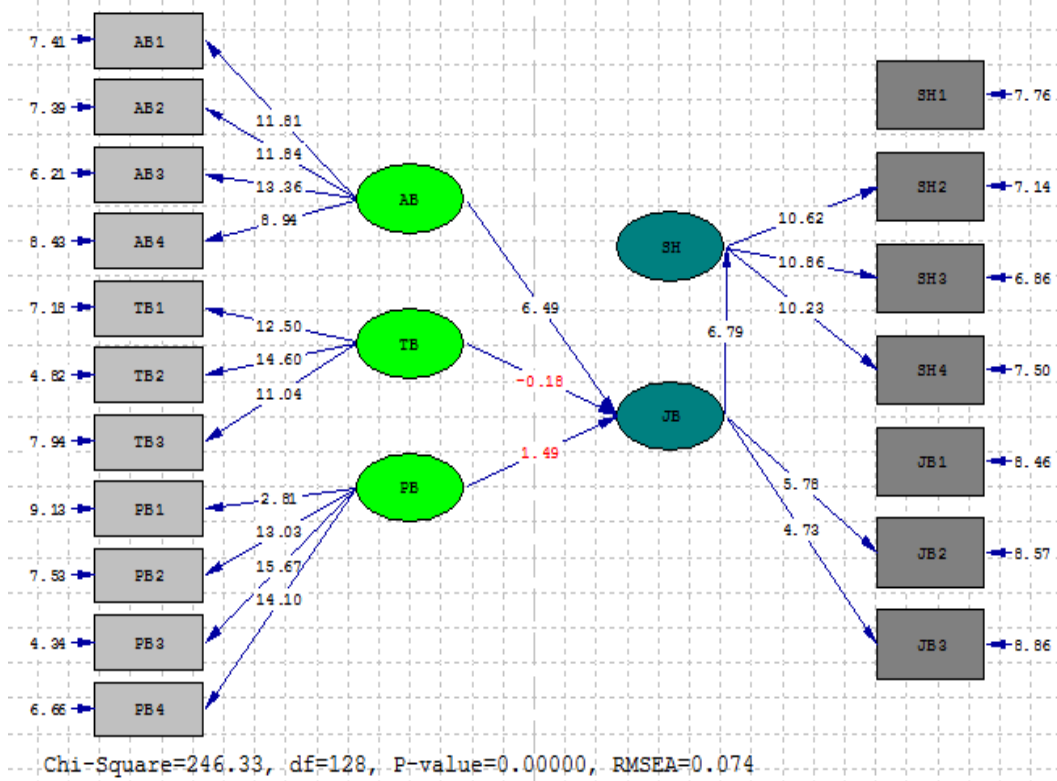 7.41 AB1
7.39 AB2
6.21 AB3
8.43 AB4
7.18 TB1
4.82 TB2
7.94 TB3
9.13 PB1
7.53 PB2
4.34 PB3
6.66 PB4
11.81
11.84
13.36
8.94
12.50
14.60
11.04
2.81
13.03
15.67
14.10
AB
TB
PB
6.49
-0.18
1.49
SH
6.79
JB
10.62
10.86
10.23
5.78
4.73
SH1 7.76
SH2 7.14
SH3 6.86
SH4 7.50
JB1 8.46
JB2 8.57
JB3 8.86
Chi-Square=246.33, df=128, P-value=0.00000, RMSEA=0.074